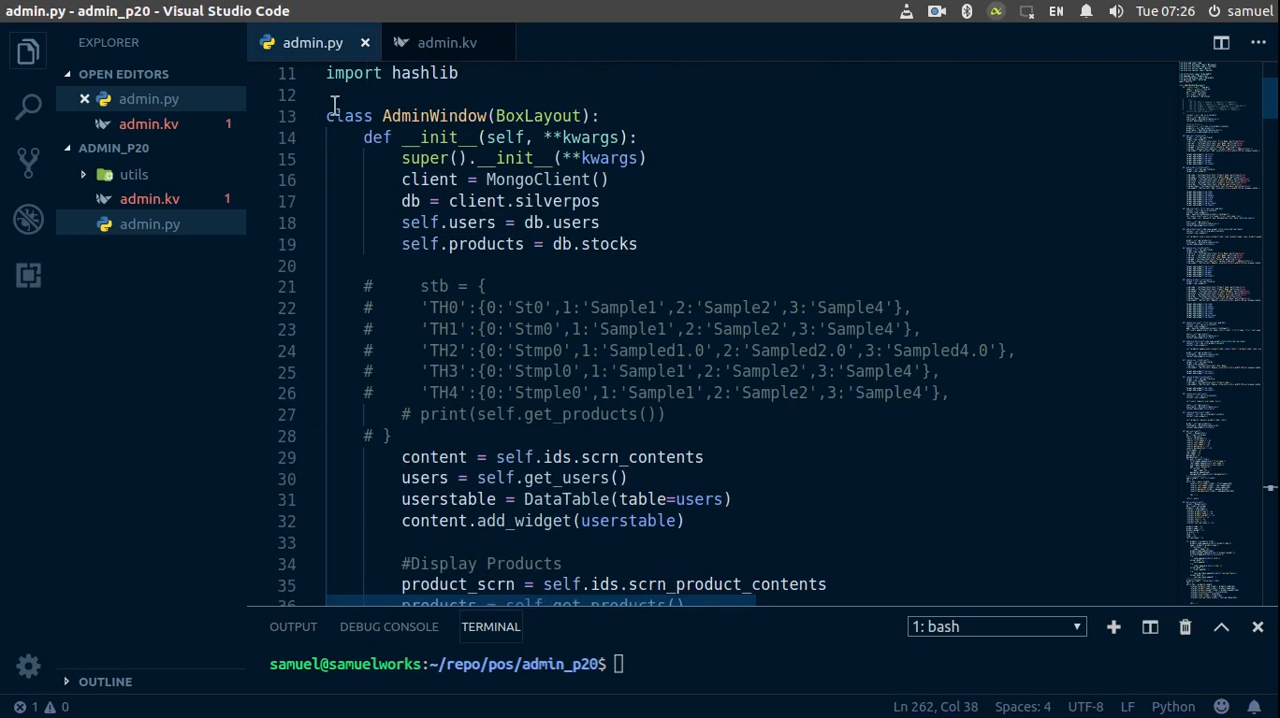 admin.py - admin_p20 - Visual Studio Code
EN
Tue 07:26
samuel
EXPLORER
OPEN EDITORS
admin.py
admin.kv 1
ADMIN_P20
utils
admin.kv 1
admin.py
OUTLINE
admin.py
admin.kv
11 import hashlib
12
13 class AdminWindow(BoxLayout):
14 def __init__(self, **kwargs):
15 super().__init__(**kwargs)
16 client = MongoClient()
17 db = client.silverpos
18 self.users = db.users
19 self.products = db.stocks
20
21 # stb = {
22 # 'TH0':{0:'St0',1:'Sample1',2:'Sample2',3:'Sample4'},
23 # 'TH1':{0:'Stm0',1:'Sample1',2:'Sample2',3:'Sample4'},
24 # 'TH2':{0:'Stmp0',1:'Sampled1.0',2:'Sampled2.0',3:'Sampled4.0'},
25 # 'TH3':{0:'Stmpl0',1:'Sample1',2:'Sample2',3:'Sample4'},
26 # 'TH4':{0:'Stmple0',1:'Sample1',2:'Sample2',3:'Sample4'},
27 # print(self.get_products())
28 # }
29 content = self.ids.scrn_contents
30 users = self.get_users()
31 userstable = DataTable(table=users)
32 content.add_widget(userstable)
33
34 #Display Products
35 product_scrn = self.ids.scrn_product_contents
36 products = self.get_products()
OUTPUT DEBUG CONSOLE TERMINAL
1: bash
samuel@samuelworks:~/repo/pos/admin_p20$
1 0
Ln 262, Col 38 Spaces: 4 UTF-8 LF Python